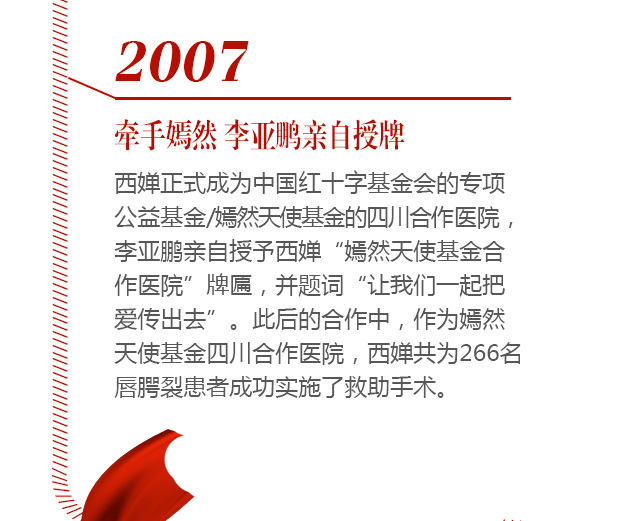 2007
牵手嫣然 李亚鹏亲自授牌
西婵正式成为中国红十字基金会的专项
公益基金/嫣然天使基金的四川合作医院，
李亚鹏亲自授予西婵“嫣然天使基金合
作医院”牌匾，并题词“让我们一起把
爱传出去”。此后的合作中，作为嫣然
天使基金四川合作医院，西婵共为266名
唇腭裂患者成功实施了救助手术。